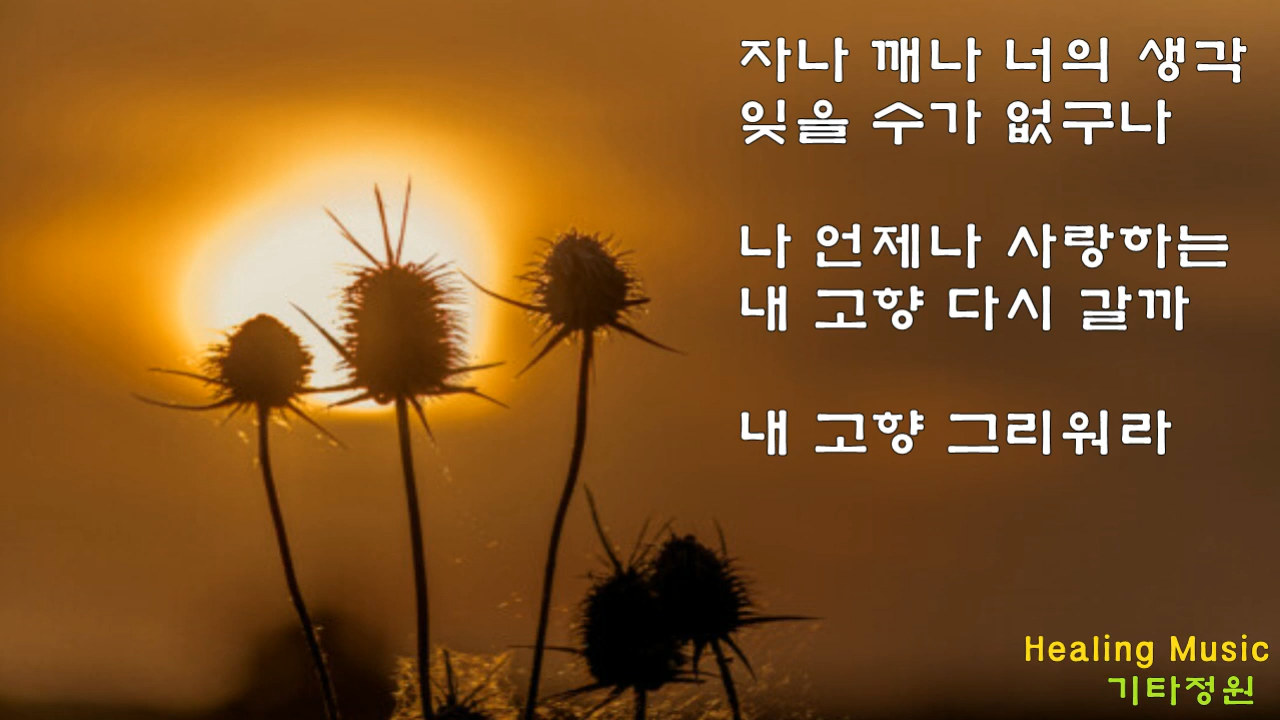 자나 깨나 너의 생각
잊을 수가 없구나
나 언제나 사랑하는
내 고향 다시 갈까
내 고향 그리워라
Healing Music
기타정원